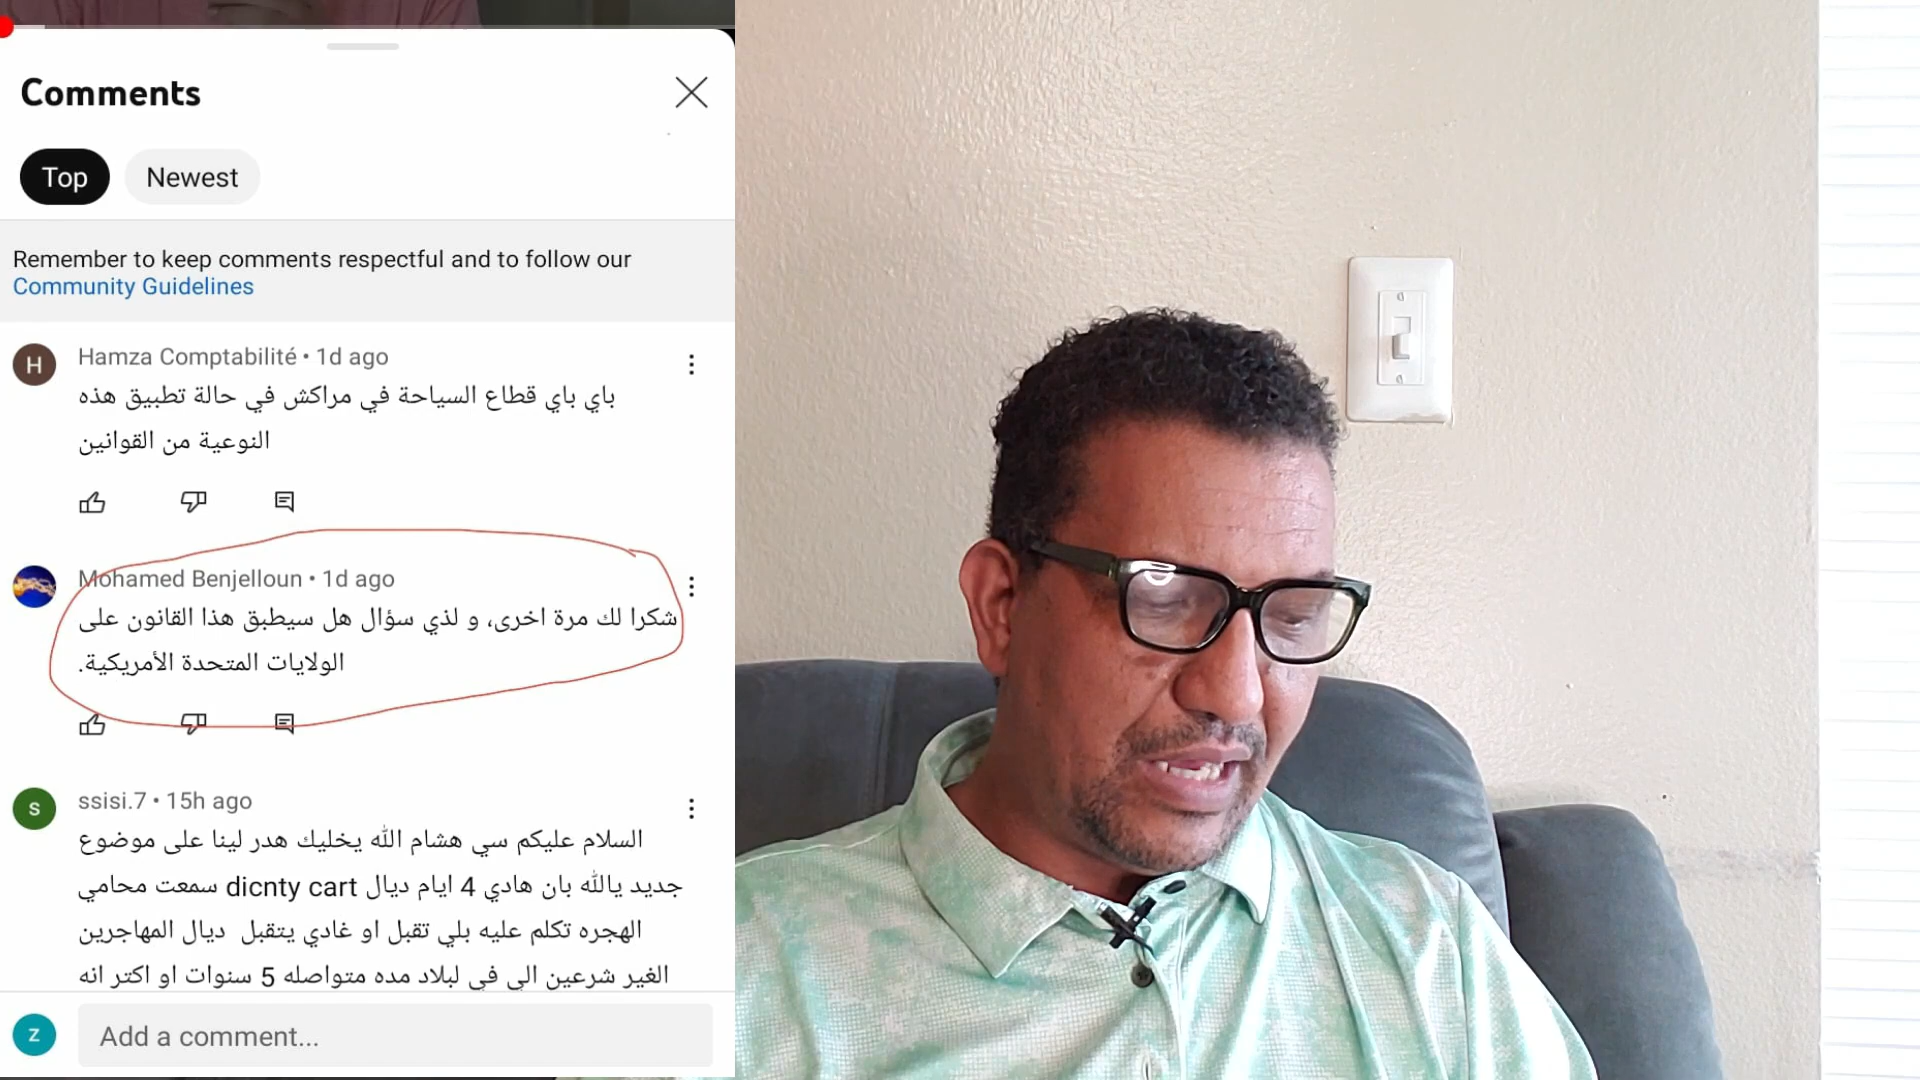 Comments
Top
Newest
Remember to keep comments respectful and to follow our
Community Guidelines
H
Hamza Comptabilité • 1d ago
باي باي قطاع السياحة في مراكش في حالة تطبيق هذه
النوعية من القوانين
Mohamed Benjelloun • 1d ago
شكرا لك مرة اخرى، و لذي سؤال هل سيطبق هذا القانون على
الولايات المتحدة الأمريكية.
s
ssisi.7 • 15h ago
السلام عليكم سي هشام الله يخليك هدر لينا على موضوع
جديد يالله بان هادي 4 ايام ديال dicnty cart سمعت محامي
الهجره تكلم عليه بلي تقبل او غادي يتقبل ديال المهاجرين
الغير شرعين الي في لبلاد مده متواصله 5 سنوات او اكتر انه
z
Add a comment...